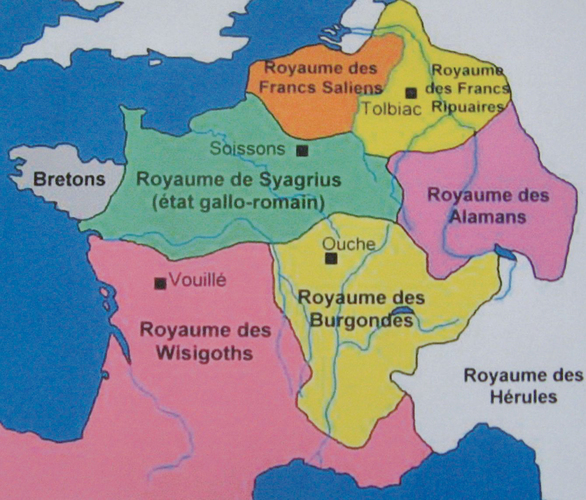 Royaume des
Francs Saliens
Royaume
des Francs
Ripuaires
Tolbiac
Soissons
Bretons
Royaume de Syagrius
(état gallo-romain)
Royaume des
Alamans
Ouche
Vouillé
Royaume des
Burgondes
Royaume des
Wisigoths
Royaume des
Hérules